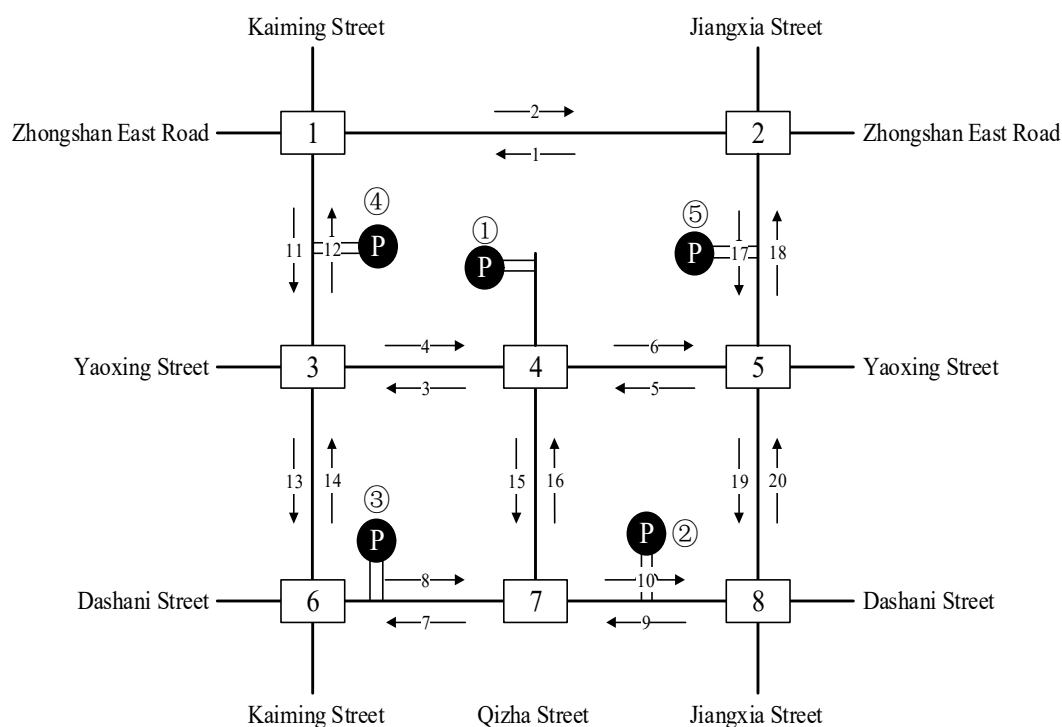 Kaiming Street
Jiangxia Street
2
Zhongshan East Road
1
2
Zhongshan East Road
1
④
①
⑤
11
12
P
P
P
17
18
4
6
Yaoxing Street
3
4
5
Yaoxing Street
3
5
13
14
③
15
16
19
20
P
P
②
8
10
Dashani Street
6
7
8
Dashani Street
7
9
Kaiming Street
Qizha Street
Jiangxia Street